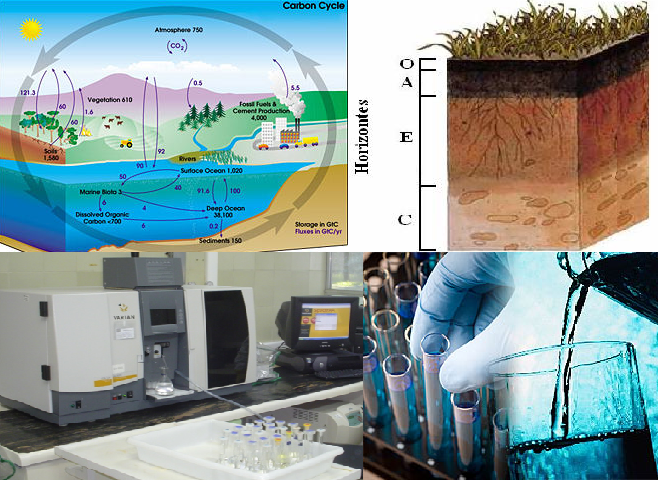 Carbon Cycle
Atmosphere 750
CO2
121.3
60
60
1.6
Vegetation 610
0.5
5.5
Fossil Fuels &
Cement Production
4,000
Soils
1,580
90
92
Rivers
Surface Ocean 1,020
50
40
Marine Biota 3
91.6
100
6
4
Deep Ocean
38,100
Dissolved Organic
Carbon <700
6
0.2
Sediments 150
Storage in GtC
Fluxes in GtC/yr
Horizontes
O
A
E
C
VARIAN